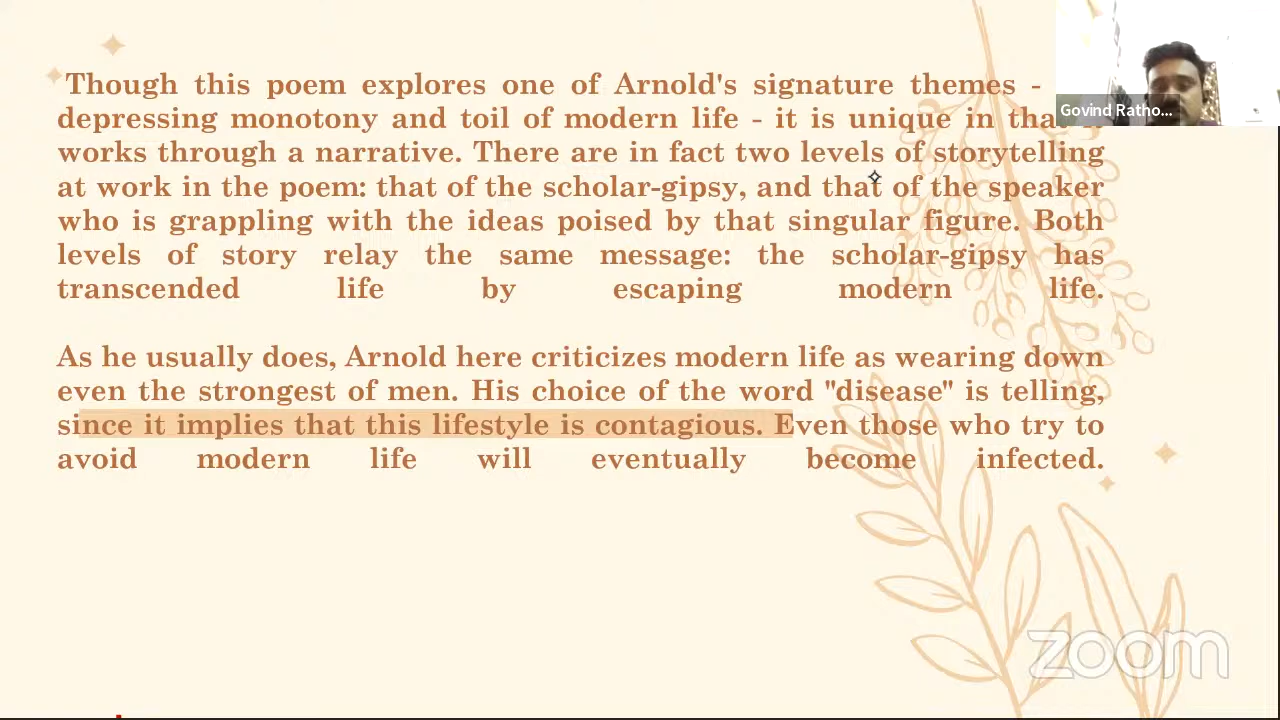 Though this poem explores one of Arnold's signature themes -
depressing monotony and toil of modern life - it is unique in
works through a narrative. There are in fact two levels of storytelling
at work in the poem: that of the scholar-gipsy, and that of the speaker
who is grappling with the ideas poised by that singular figure. Both
levels of story relay the same message: the scholar-gipsy has
transcended life by escaping modern life.
As he usually does, Arnold here criticizes modern life as wearing down
even the strongest of men. His choice of the word "disease" is telling,
since it implies that this lifestyle is contagious. Even those who try to
avoid modern life will eventually become infected.
Govind Ratho...
zoom